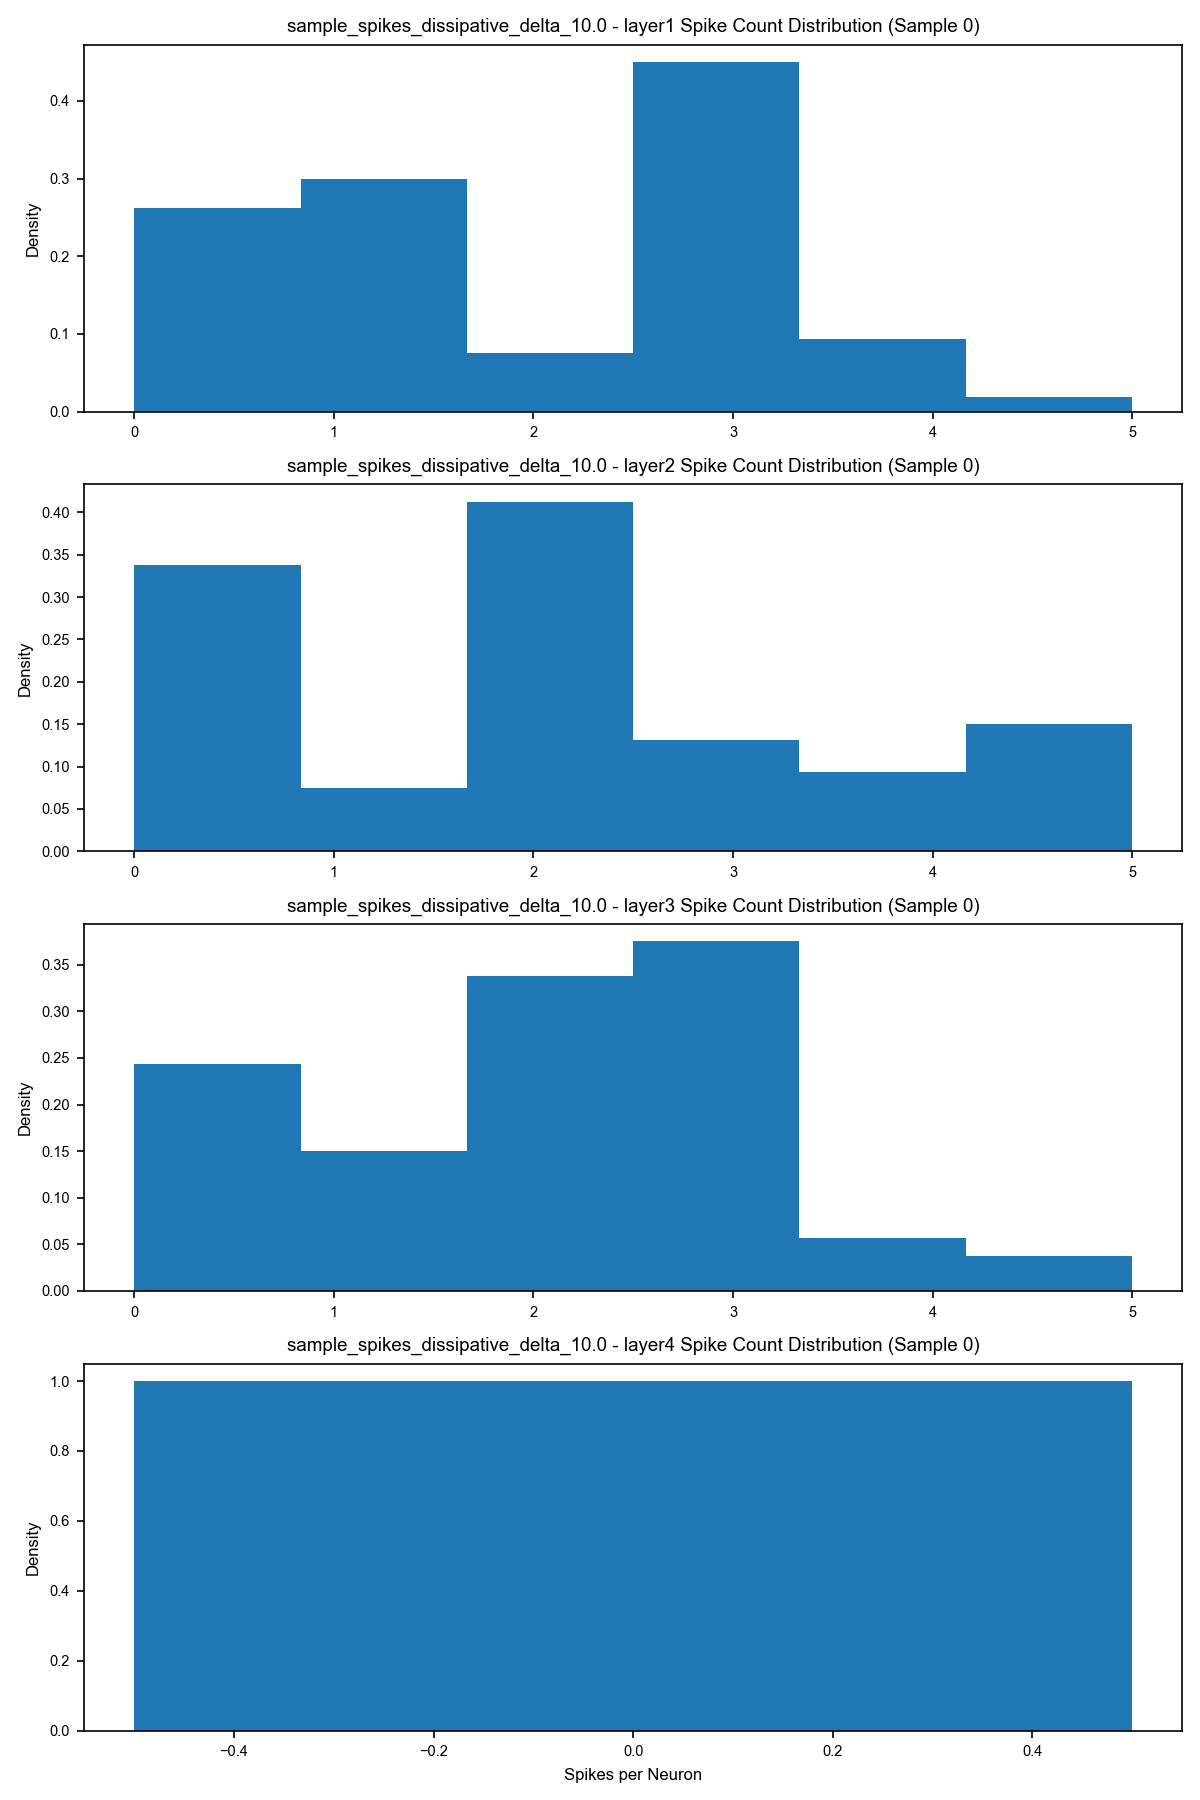 sample_spikes_dissipative_delta_10.0 - layer1 Spike Count Distribution (Sample 0)
Density
0.4
0.3
0.2
0.1
0.0
0 1 2 3 4 5
sample_spikes_dissipative_delta_10.0 - layer2 Spike Count Distribution (Sample 0)
Density
0.40
0.35
0.30
0.25
0.20
0.15
0.10
0.05
0.00
0 1 2 3 4 5
sample_spikes_dissipative_delta_10.0 - layer3 Spike Count Distribution (Sample 0)
Density
0.35
0.30
0.25
0.20
0.15
0.10
0.05
0.00
0 1 2 3 4 5
sample_spikes_dissipative_delta_10.0 - layer4 Spike Count Distribution (Sample 0)
Density
1.0
0.8
0.6
0.4
0.2
0.0
−0.4 −0.2 0.0 0.2 0.4
Spikes per Neuron